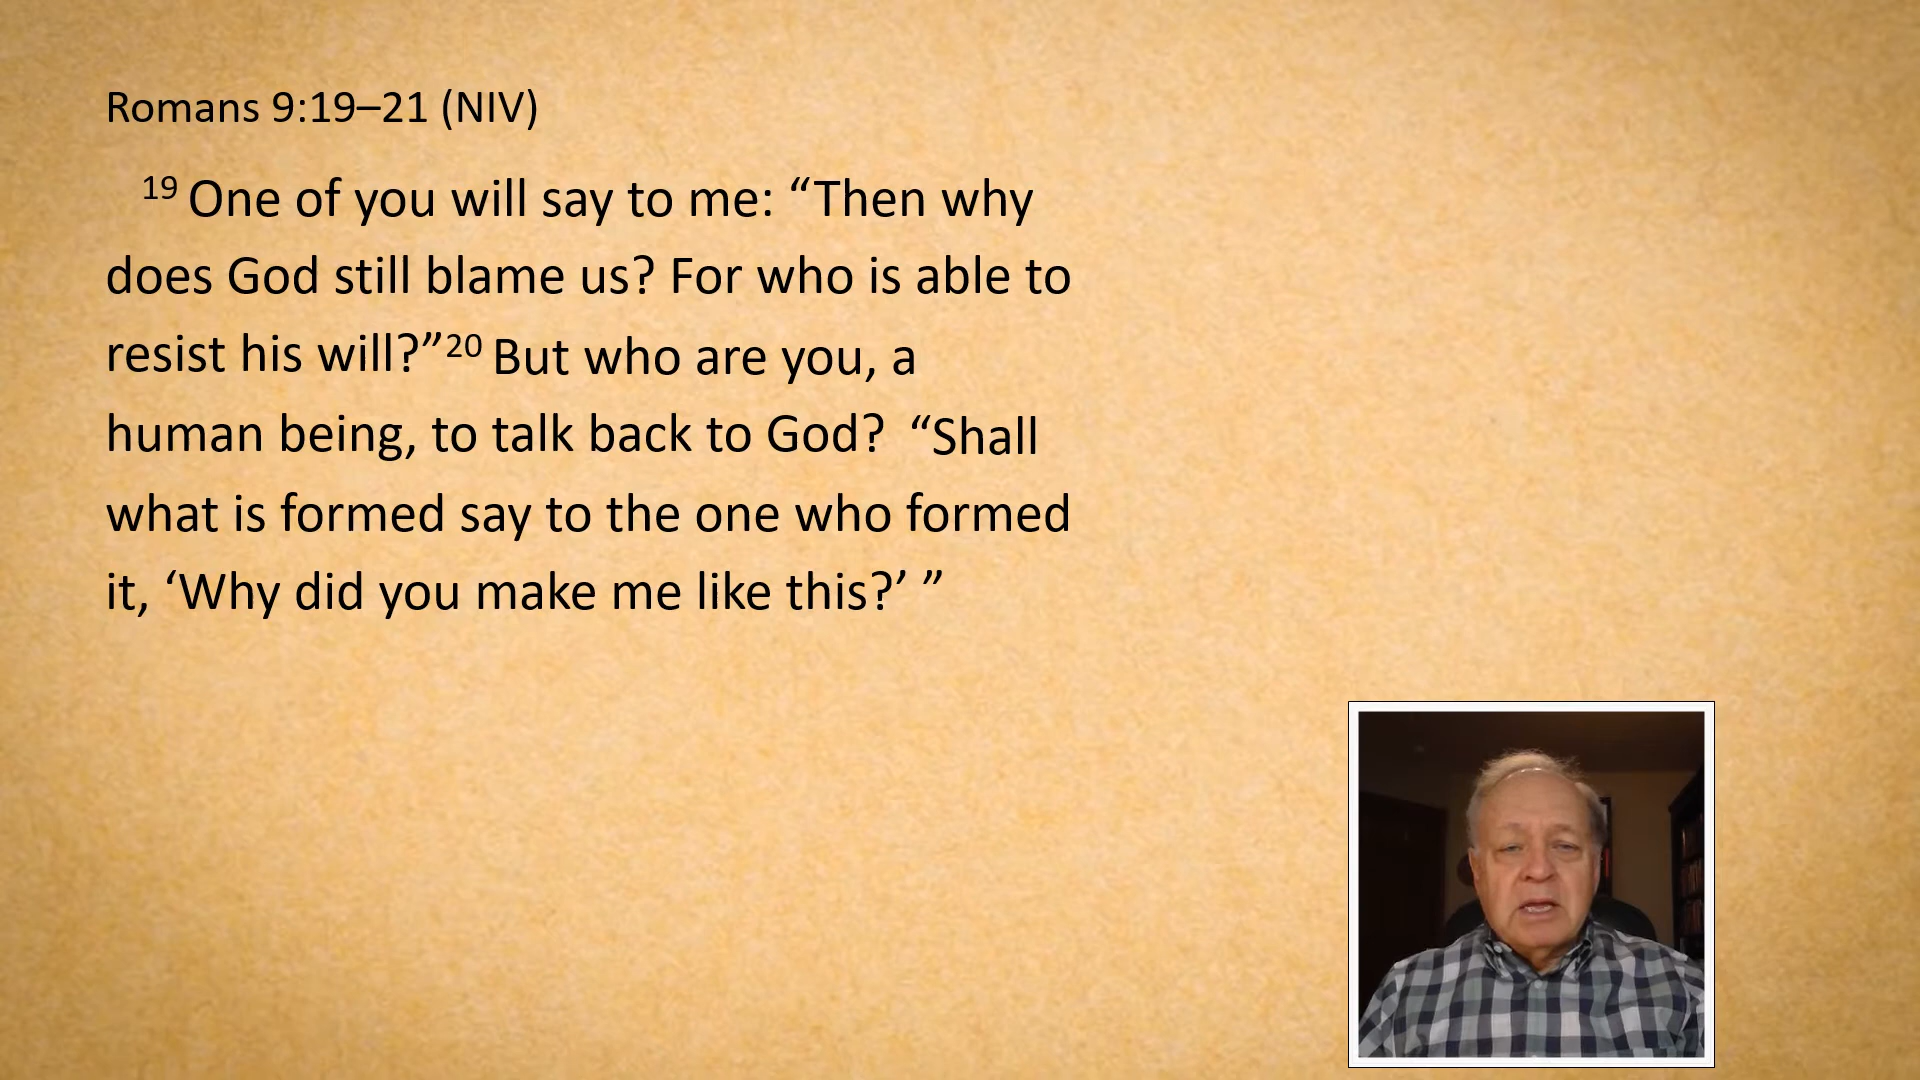 Romans 9:19–21 (NIV)
19 One of you will say to me: “Then why
does God still blame us? For who is able to
resist his will?”20 But who are you, a
human being, to talk back to God?  “Shall
what is formed say to the one who formed
it, ‘Why did you make me like this?’ ”